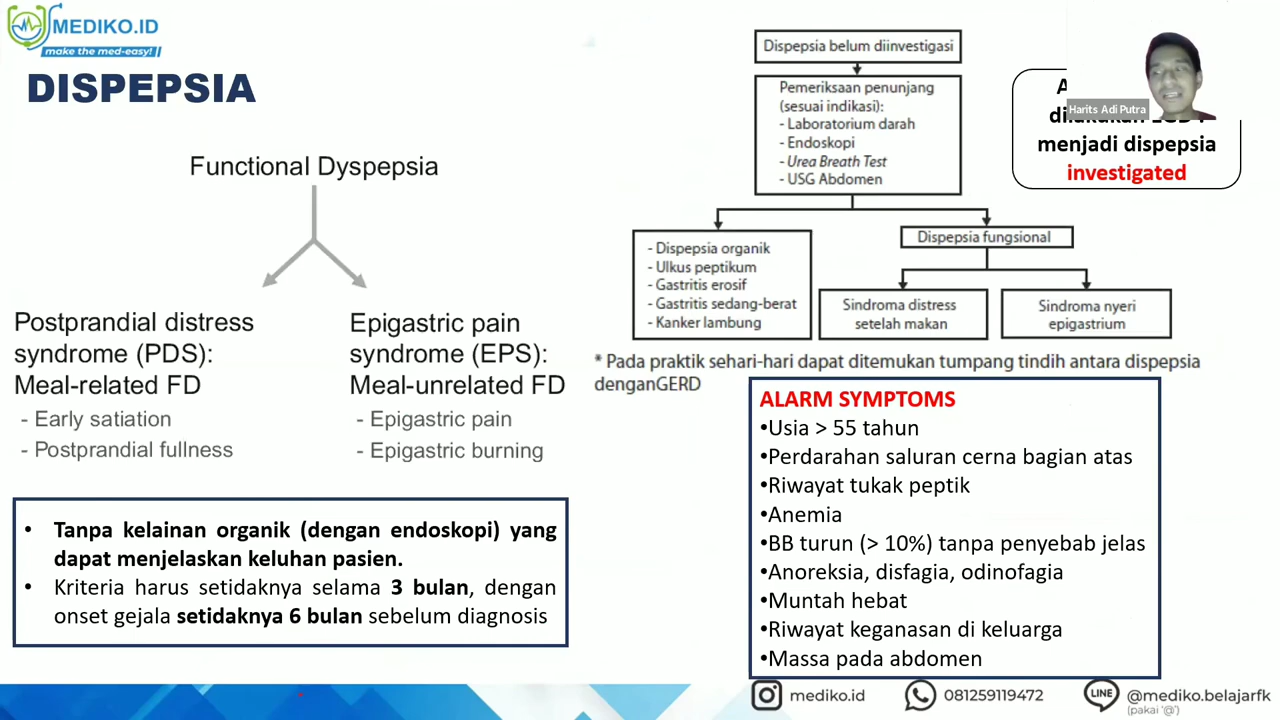 MEDIKO.ID
make the med-easy!
DISPEPSIA
Functional Dyspepsia
Postprandial distress
syndrome (PDS):
Meal-related FD
- Early satiation
- Postprandial fullness
Epigastric pain
syndrome (EPS):
Meal-unrelated FD
- Epigastric pain
- Epigastric burning
• Tanpa kelainan organik (dengan endoskopi) yang
dapat menjelaskan keluhan pasien.
• Kriteria harus setidaknya selama 3 bulan, dengan
onset gejala setidaknya 6 bulan sebelum diagnosis
Dispepsia belum diinvestigasi
Pemeriksaan penunjang
(sesuai indikasi):
- Laboratorium darah
- Endoskopi
- Urea Breath Test
- USG Abdomen
- Dispepsia organik
- Ulkus peptikum
- Gastritis erosif
- Gastritis sedang-berat
- Kanker lambung
Dispepsia fungsional
Sindroma distress
setelah makan
Sindroma nyeri
epigastrium
* Pada praktik sehari-hari dapat ditemukan tumpang tindih antara dispepsia
denganGERD
Harits Adi Putra
menjadi dispepsia
investigated
ALARM SYMPTOMS
•Usia > 55 tahun
•Perdarahan saluran cerna bagian atas
•Riwayat tukak peptik
•Anemia
•BB turun (> 10%) tanpa penyebab jelas
•Anoreksia, disfagia, odinofagia
•Muntah hebat
•Riwayat keganasan di keluarga
•Massa pada abdomen
mediko.id
081259119472
LINE
@mediko.belajarfk
(pakai '@')